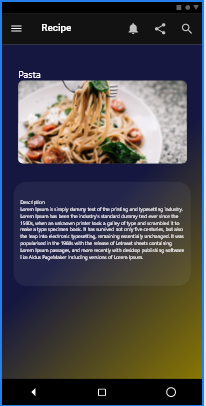 Recipe
Pasta
Description
Lorem Ipsum is simply dummy text of the printing and typesetting industry.
Lorem Ipsum has been the industry's standard dummy text ever since the
1500s, when an unknown printer took a galley of type and scrambled it to
make a type specimen book. It has survived not only five centuries, but also
the leap into electronic typesetting, remaining essentially unchanged. It was
popularised in the 1960s with the release of Letraset sheets containing
Lorem Ipsum passages, and more recently with desktop publishing software
like Aldus PageMaker including versions of Lorem Ipsum.